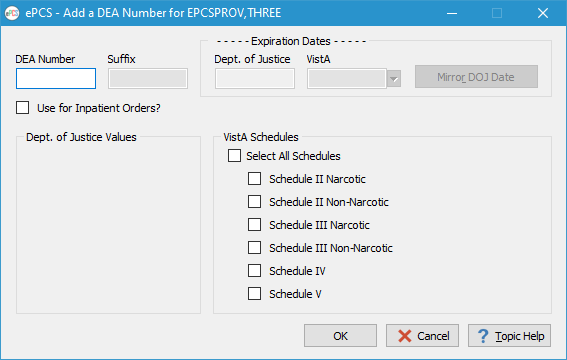 ePCS
ePCS - Add a DEA Number for EPCSPROV,THREE
- - - - - Expiration Dates - - - - -
DEA Number Suffix Dept. of Justice VistA
Mirror DOJ Date
Use for Inpatient Orders?
Dept. of Justice Values VistA Schedules
Select All Schedules
Schedule II Narcotic
Schedule II Non-Narcotic
Schedule III Narcotic
Schedule III Non-Narcotic
Schedule IV
Schedule V
OK Cancel ? Topic Help